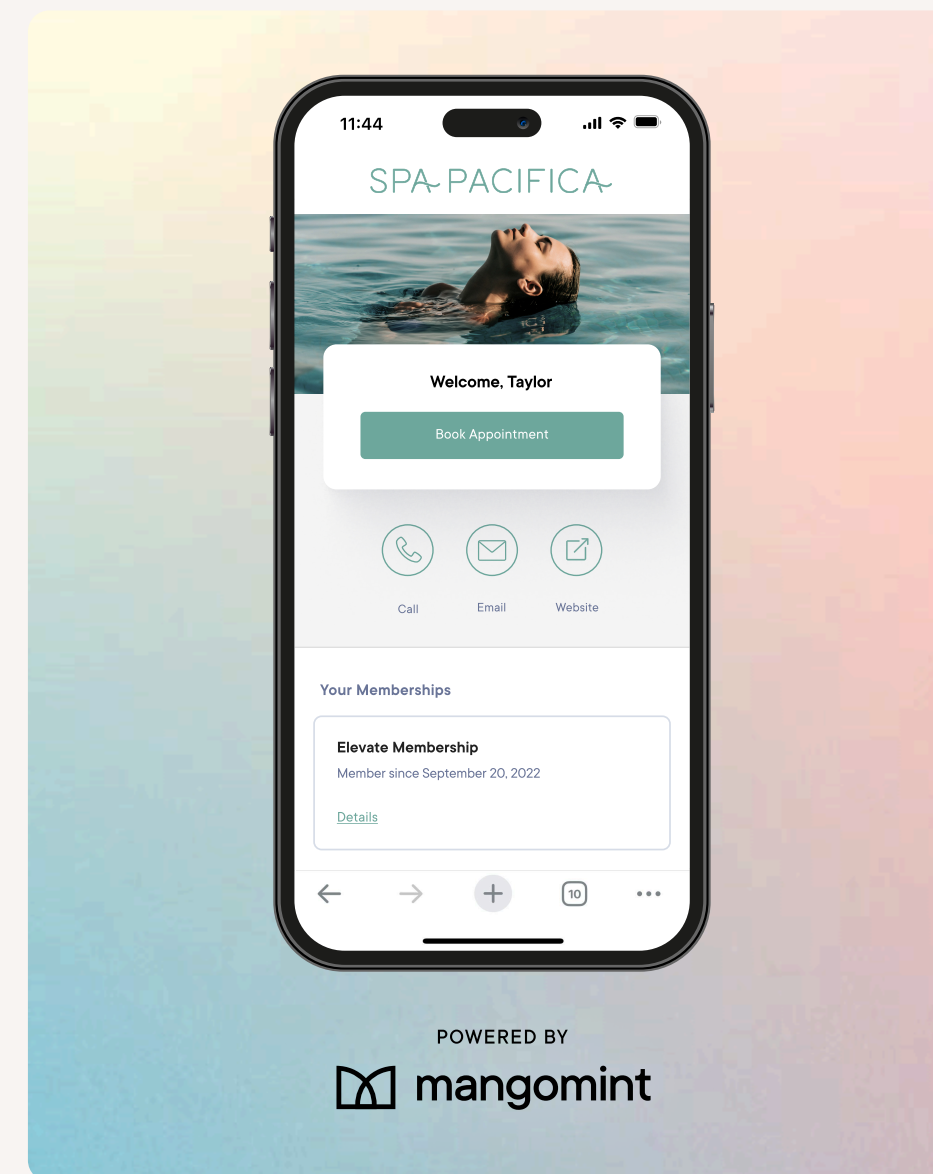 11:44
SPA PACIFICA
Welcome, Taylor
Book Appointment
Call Email Website
Your Memberships
Elevate Membership
Member since September 20, 2022
Details
10
POWERED BY
mangomint